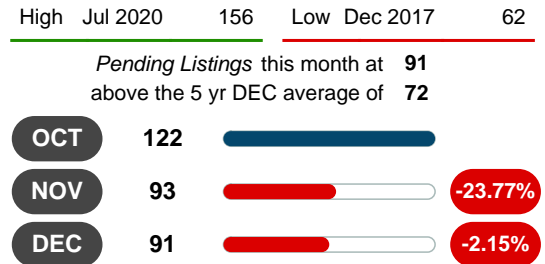 High Jul 2020 156 Low Dec 2017 62
Pending Listings this month at 91
above the 5 yr DEC average of 72
OCT 122
NOV 93 -23.77%
DEC 91 -2.15%